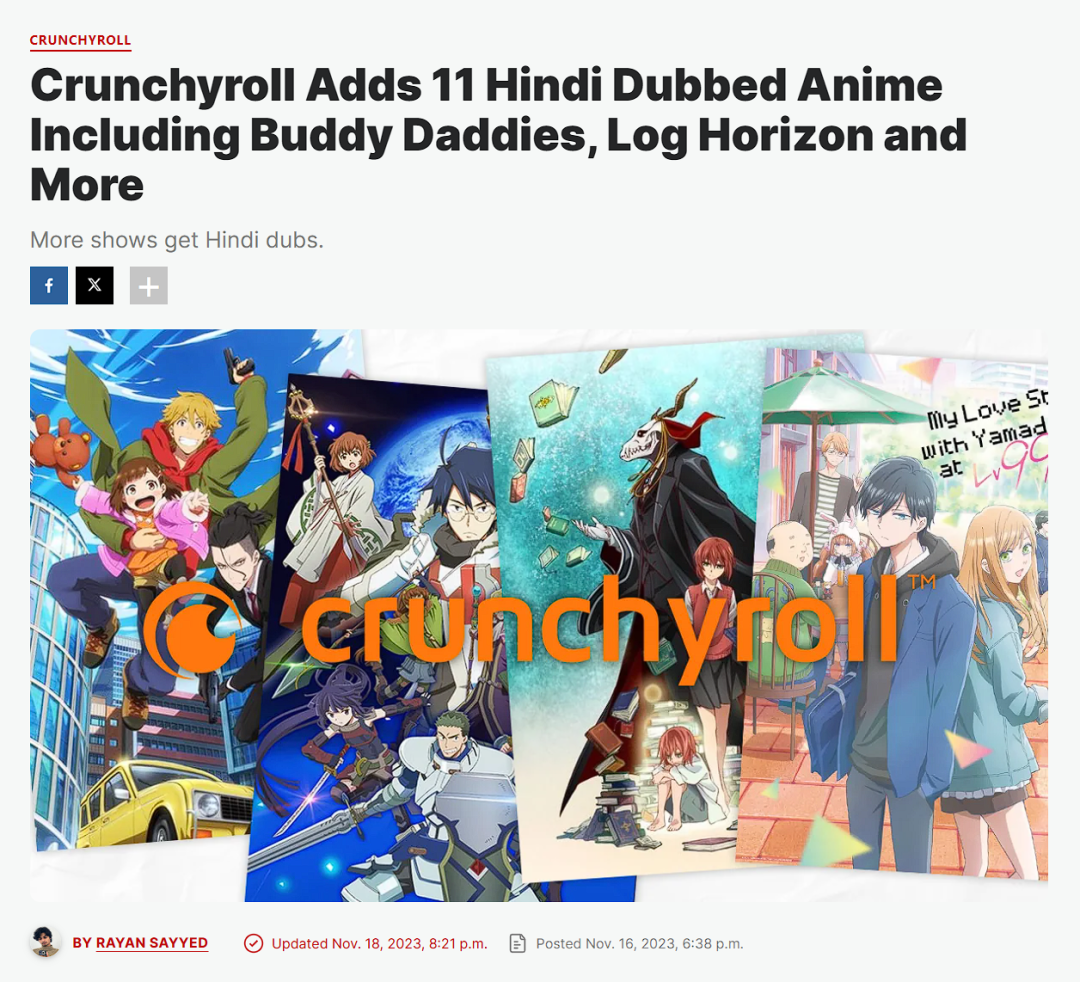 CRUNCHYROLL
Crunchyroll Adds 11 Hindi Dubbed Anime
Including Buddy Daddies, Log Horizon and
More
More shows get Hindi dubs.
My Love St
with Yamad
at Lv99
crunchyroll™
BY RAYAN SAYYED
Updated Nov. 18, 2023, 8:21 p.m.
Posted Nov. 16, 2023, 6:38 p.m.